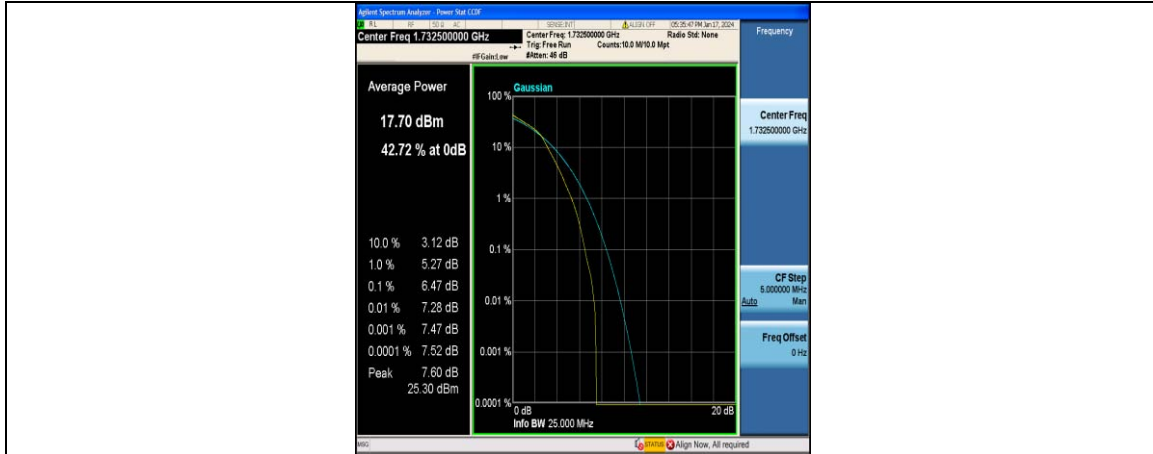 Agilent Spectrum Analyzer - Power Stat CCDF
RL RF 50 Ω AC SENSE:INT ALIGN OFF 05:35:47 PM Jan 17, 2024
Center Freq 1.732500000 GHz
Center Freq: 1.732500000 GHz Radio Std: None
Trig: Free Run Counts:10.0 M/10.0 Mpt
#IFGain:Low #Atten: 46 dB
Frequency
Average Power
17.70 dBm
42.72 % at 0dB
10.0 % 3.12 dB
1.0 % 5.27 dB
0.1 % 6.47 dB
0.01 % 7.28 dB
0.001 % 7.47 dB
0.0001 % 7.52 dB
Peak 7.60 dB
25.30 dBm
Gaussian
100 %
10 %
1 %
0.1 %
0.01 %
0.001 %
0.0001 %
0 dB 20 dB
Info BW 25.000 MHz
Center Freq
1.732500000 GHz
CF Step
5.000000 MHz
Auto Man
Freq Offset
0 Hz
MSG STATUS Align Now, All required